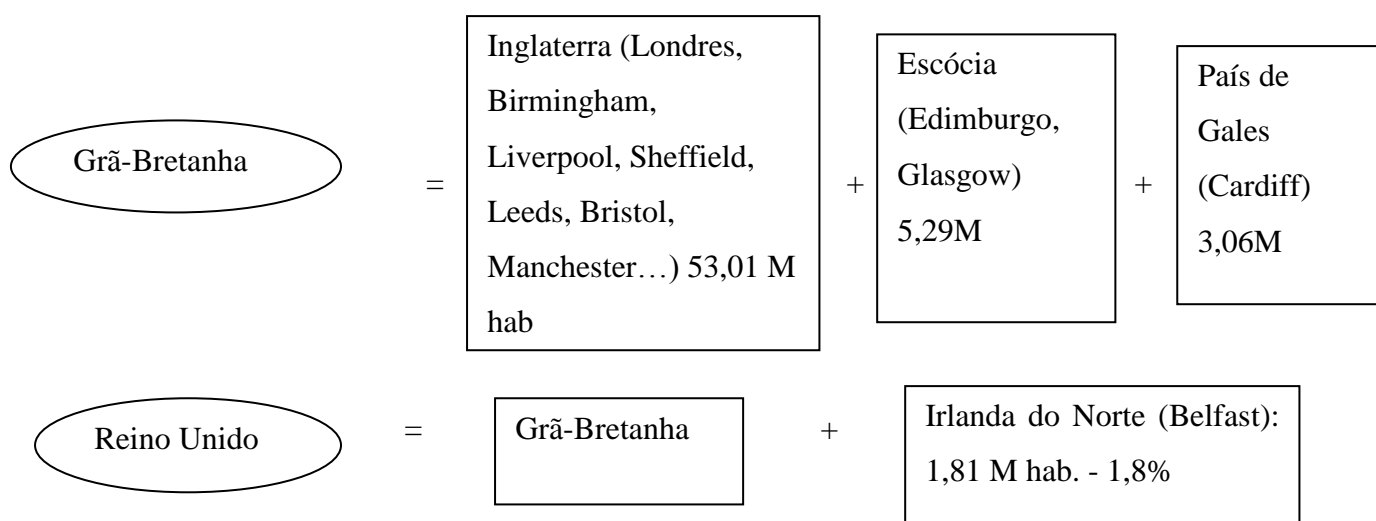 Grã-Bretanha
=
Inglaterra (Londres,
Birmingham,
Liverpool, Sheffield,
Leeds, Bristol,
Manchester…) 53,01 M
hab
+
Escócia
(Edimburgo,
Glasgow)
5,29M
+
País de
Gales
(Cardiff)
3,06M
Reino Unido
=
Grã-Bretanha
+
Irlanda do Norte (Belfast):
1,81 M hab. - 1,8%